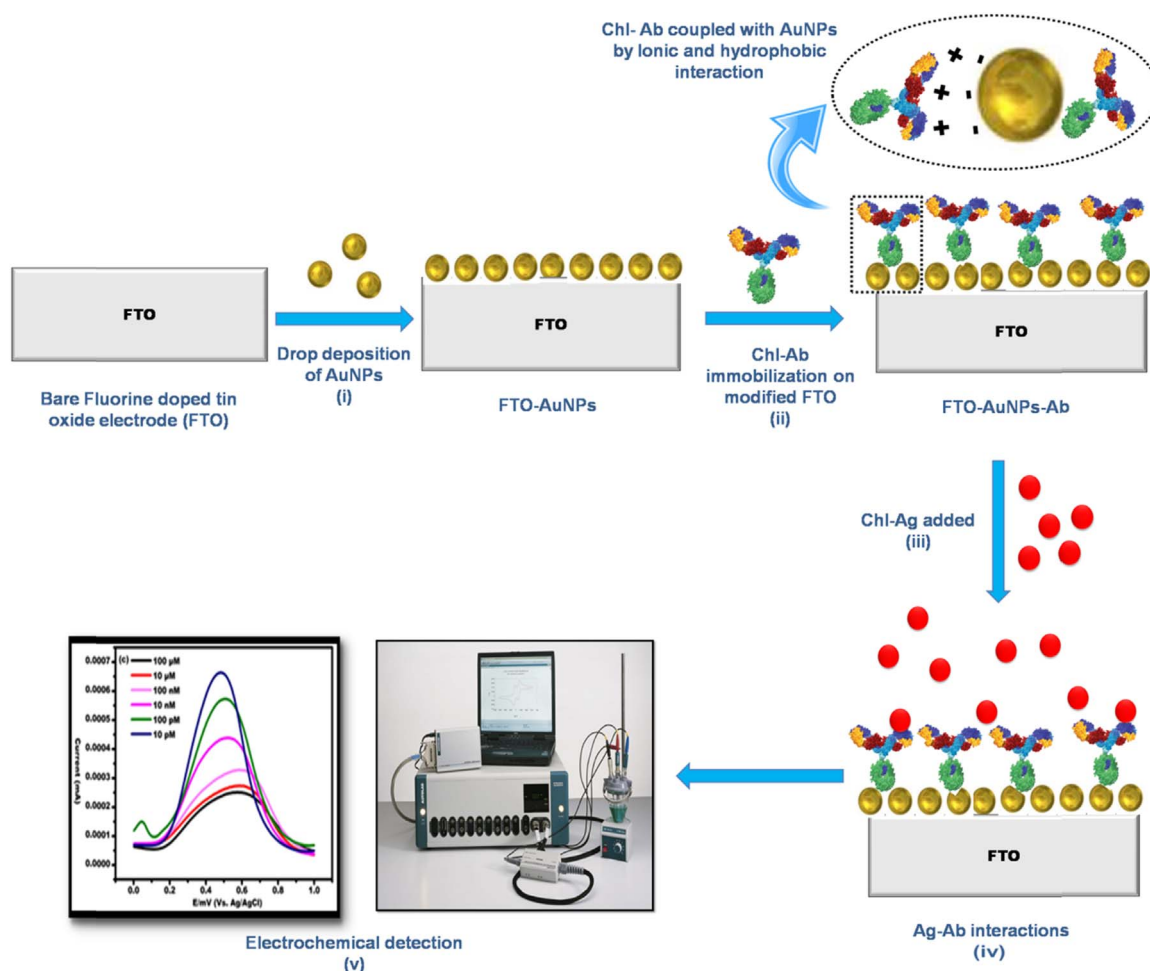 Chl- Ab coupled with AuNPs
by Ionic and hydrophobic
interaction
FTO
Bare Fluorine doped tin
oxide electrode (FTO)
Drop deposition
of AuNPs
(i)
FTO
FTO-AuNPs
Chl-Ab
immobilization on
modified FTO
(ii)
FTO
FTO-AuNPs-Ab
Chl-Ag added
(iii)
FTO
Ag-Ab interactions
(iv)
(c)
100 µM
10 µM
100 nM
10 nM
100 pM
10 pM
Current (mA)
0.0007
0.0006
0.0005
0.0004
0.0003
0.0002
0.0001
0.0000
0.0 0.2 0.4 0.6 0.8 1.0
E/mV (Vs. Ag/AgCl)
Electrochemical detection
(v)